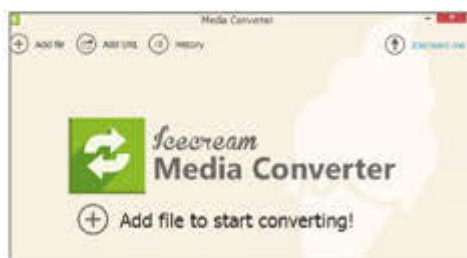 Media Converter
Add file Add URL History
Icecream
Media Converter
Add file to start converting!